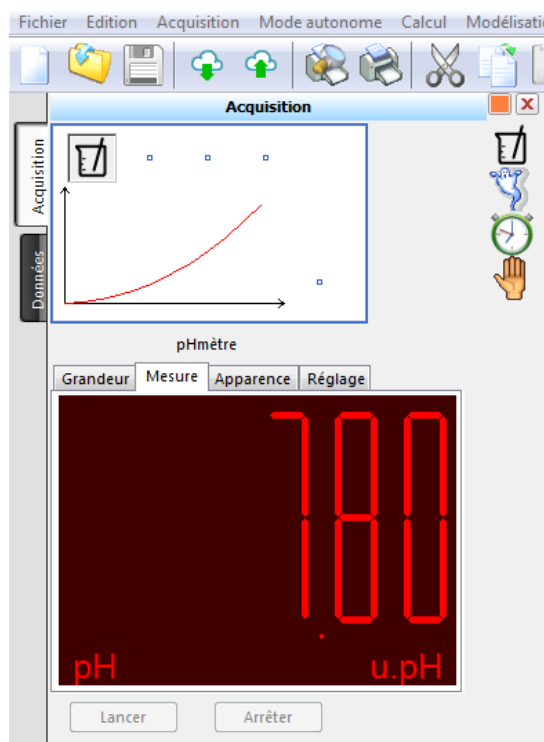 Fichier Edition Acquisition Mode autonome Calcul
Acquisition
Acquisition
Données
pHmètre
Grandeur Mesure Apparence Réglage
7.80
pH u.pH
Lancer Arrêter